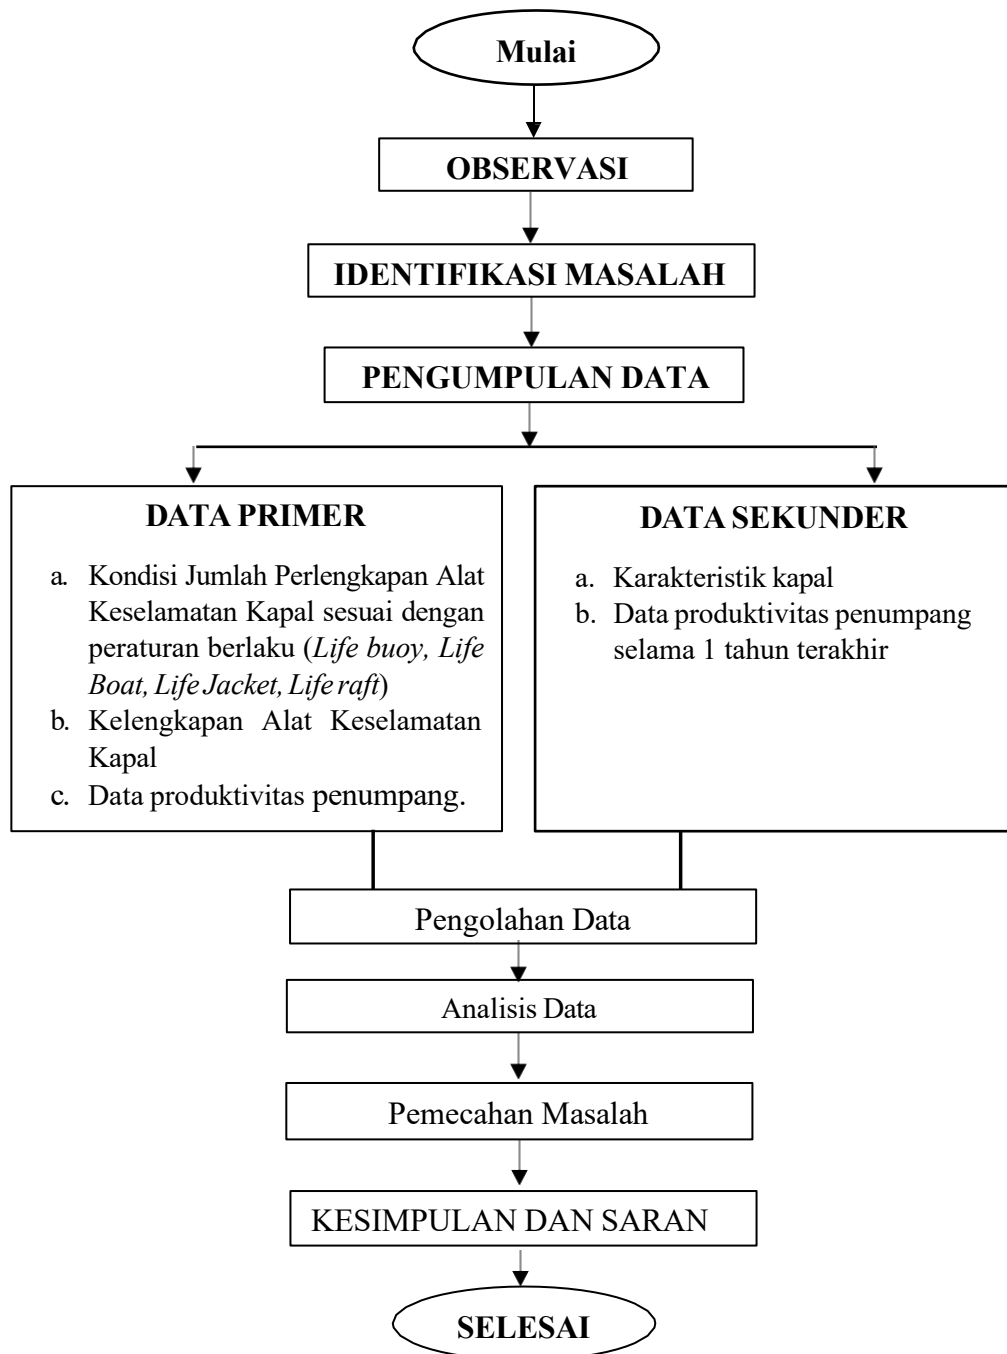 Mulai
OBSERVASI
IDENTIFIKASI MASALAH
PENGUMPULAN DATA
DATA PRIMER
a. Kondisi Jumlah Perlengkapan Alat
Keselamatan Kapal sesuai dengan
peraturan berlaku (Life buoy, Life
Boat, Life Jacket, Life raft)
b. Kelengkapan Alat Keselamatan
Kapal
c. Data produktivitas penumpang.
DATA SEKUNDER
a. Karakteristik kapal
b. Data produktivitas penumpang
selama 1 tahun terakhir
Pengolahan Data
Analisis Data
Pemecahan Masalah
KESIMPULAN DAN SARAN
SELESAI